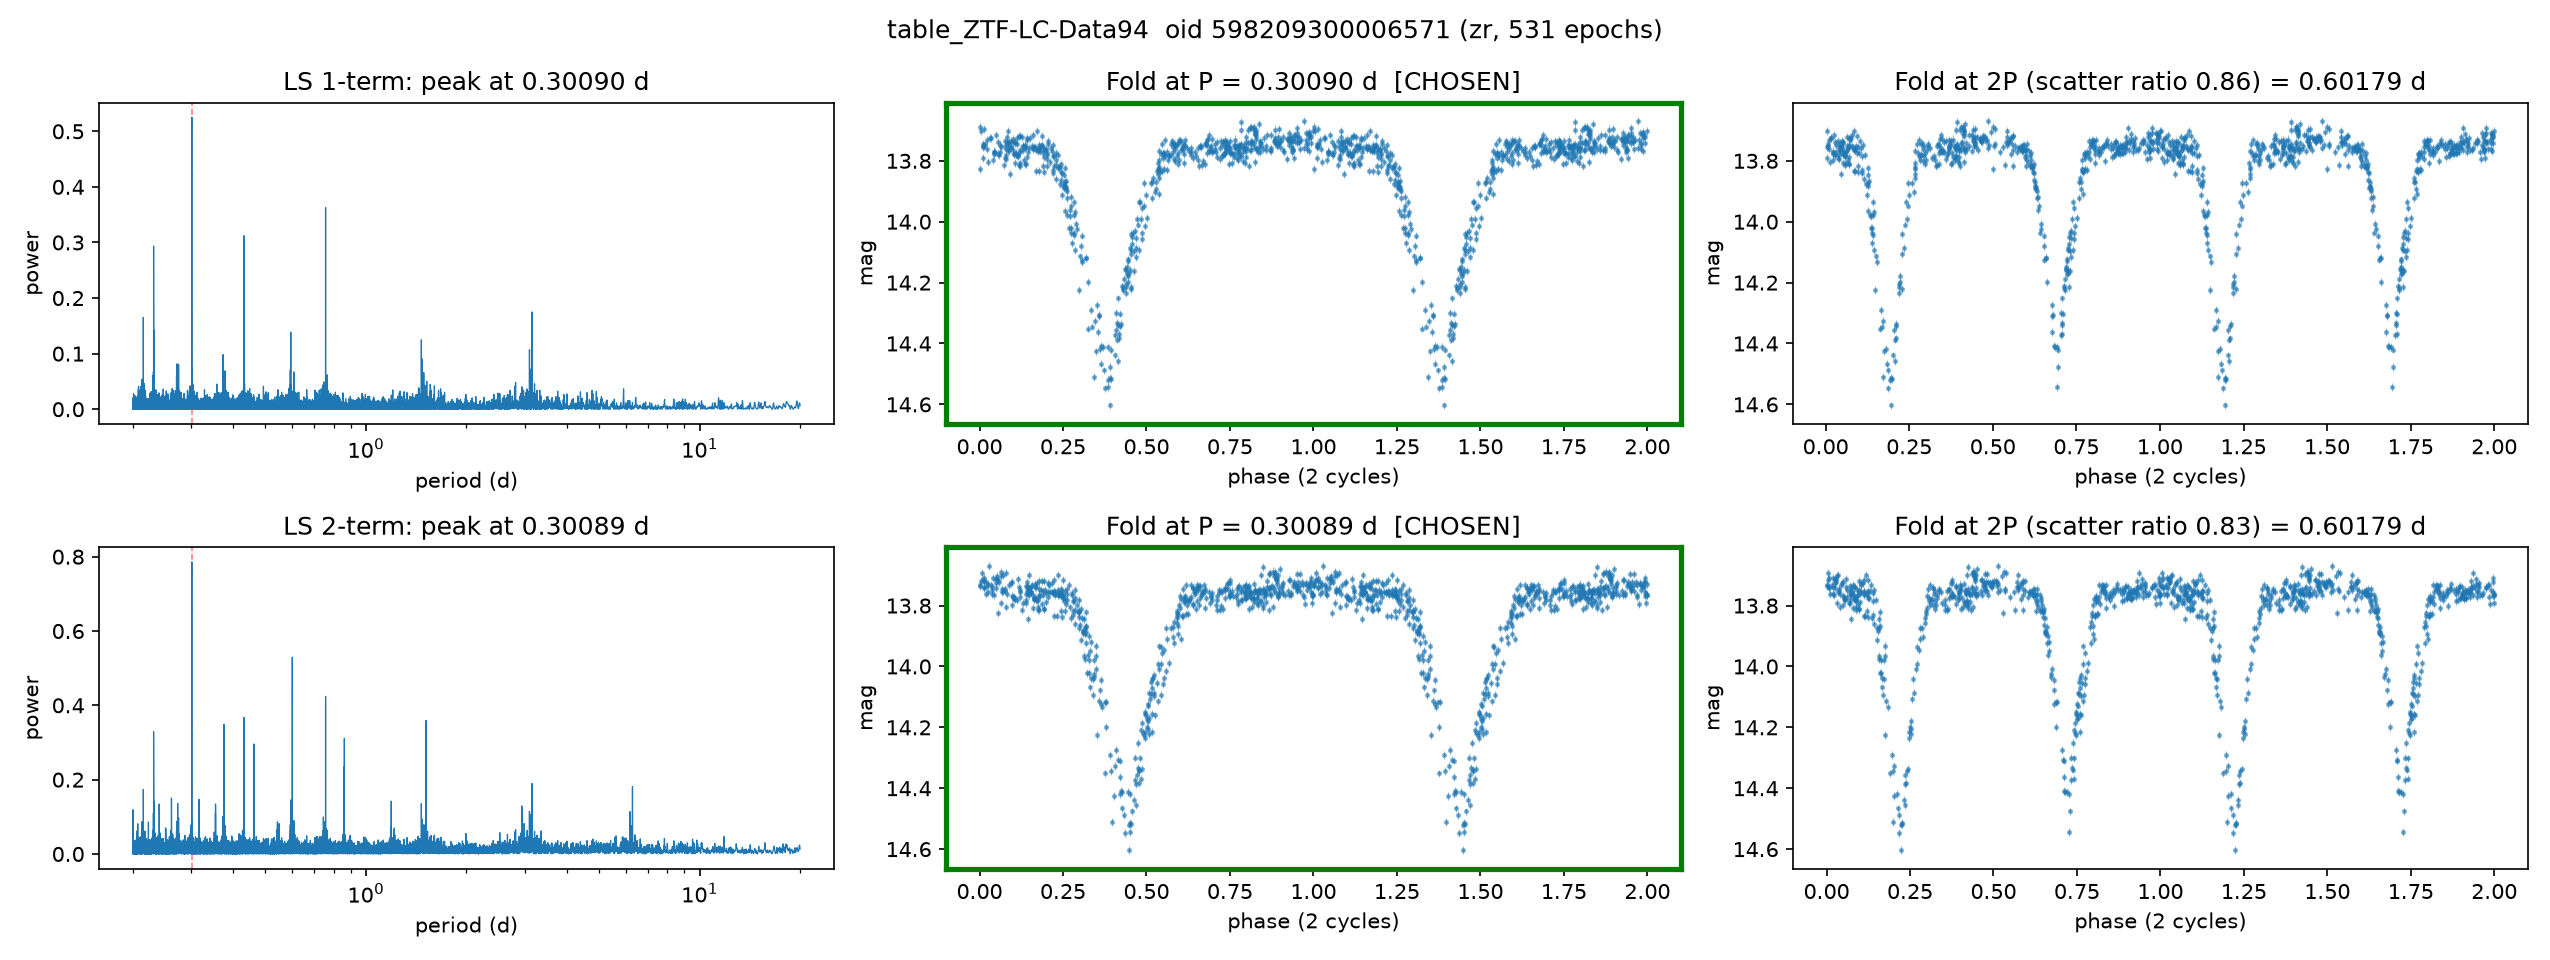 table_ZTF-LC-Data94  oid 598209300006571 (zr, 531 epochs)
LS 1-term: peak at 0.30090 d
power
0.5
0.4
0.3
0.2
0.1
0.0
10⁰
10¹
period (d)
Fold at P = 0.30090 d  [CHOSEN]
mag
13.8
14.0
14.2
14.4
14.6
0.00 0.25 0.50 0.75 1.00 1.25 1.50 1.75 2.00
phase (2 cycles)
Fold at 2P (scatter ratio 0.86) = 0.60179 d
mag
13.8
14.0
14.2
14.4
14.6
0.00 0.25 0.50 0.75 1.00 1.25 1.50 1.75 2.00
phase (2 cycles)
LS 2-term: peak at 0.30089 d
power
0.8
0.6
0.4
0.2
0.0
10⁰
10¹
period (d)
Fold at P = 0.30089 d  [CHOSEN]
mag
13.8
14.0
14.2
14.4
14.6
0.00 0.25 0.50 0.75 1.00 1.25 1.50 1.75 2.00
phase (2 cycles)
Fold at 2P (scatter ratio 0.83) = 0.60179 d
mag
13.8
14.0
14.2
14.4
14.6
0.00 0.25 0.50 0.75 1.00 1.25 1.50 1.75 2.00
phase (2 cycles)